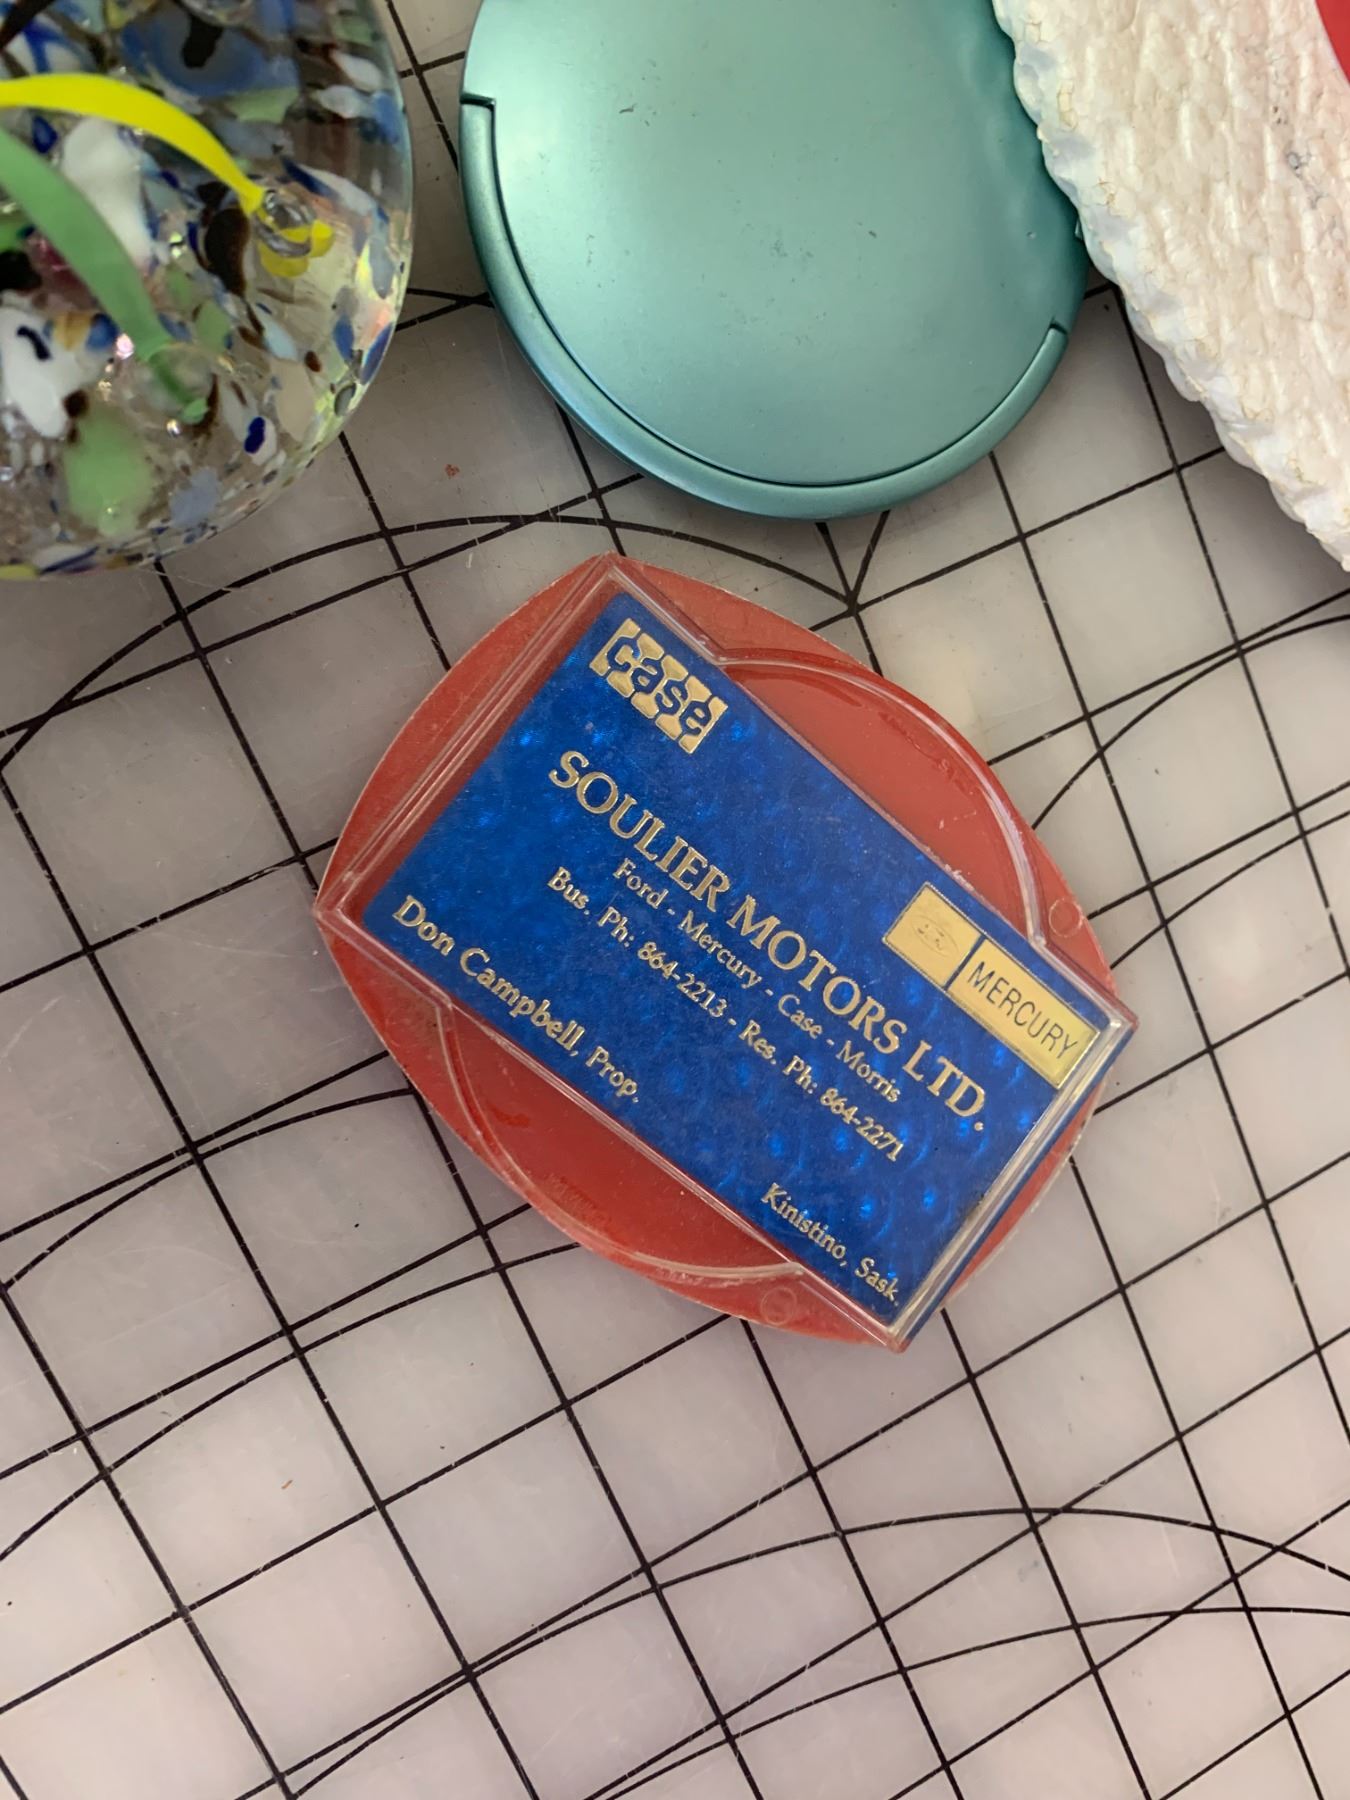 case
MERCURY
SOULIER MOTORS LTD.
Ford - Mercury - Case - Morris
Bus. Ph: 864-2213 - Res. Ph: 864-2271
Don Campbell, Prop.
Kinistino, Sask.